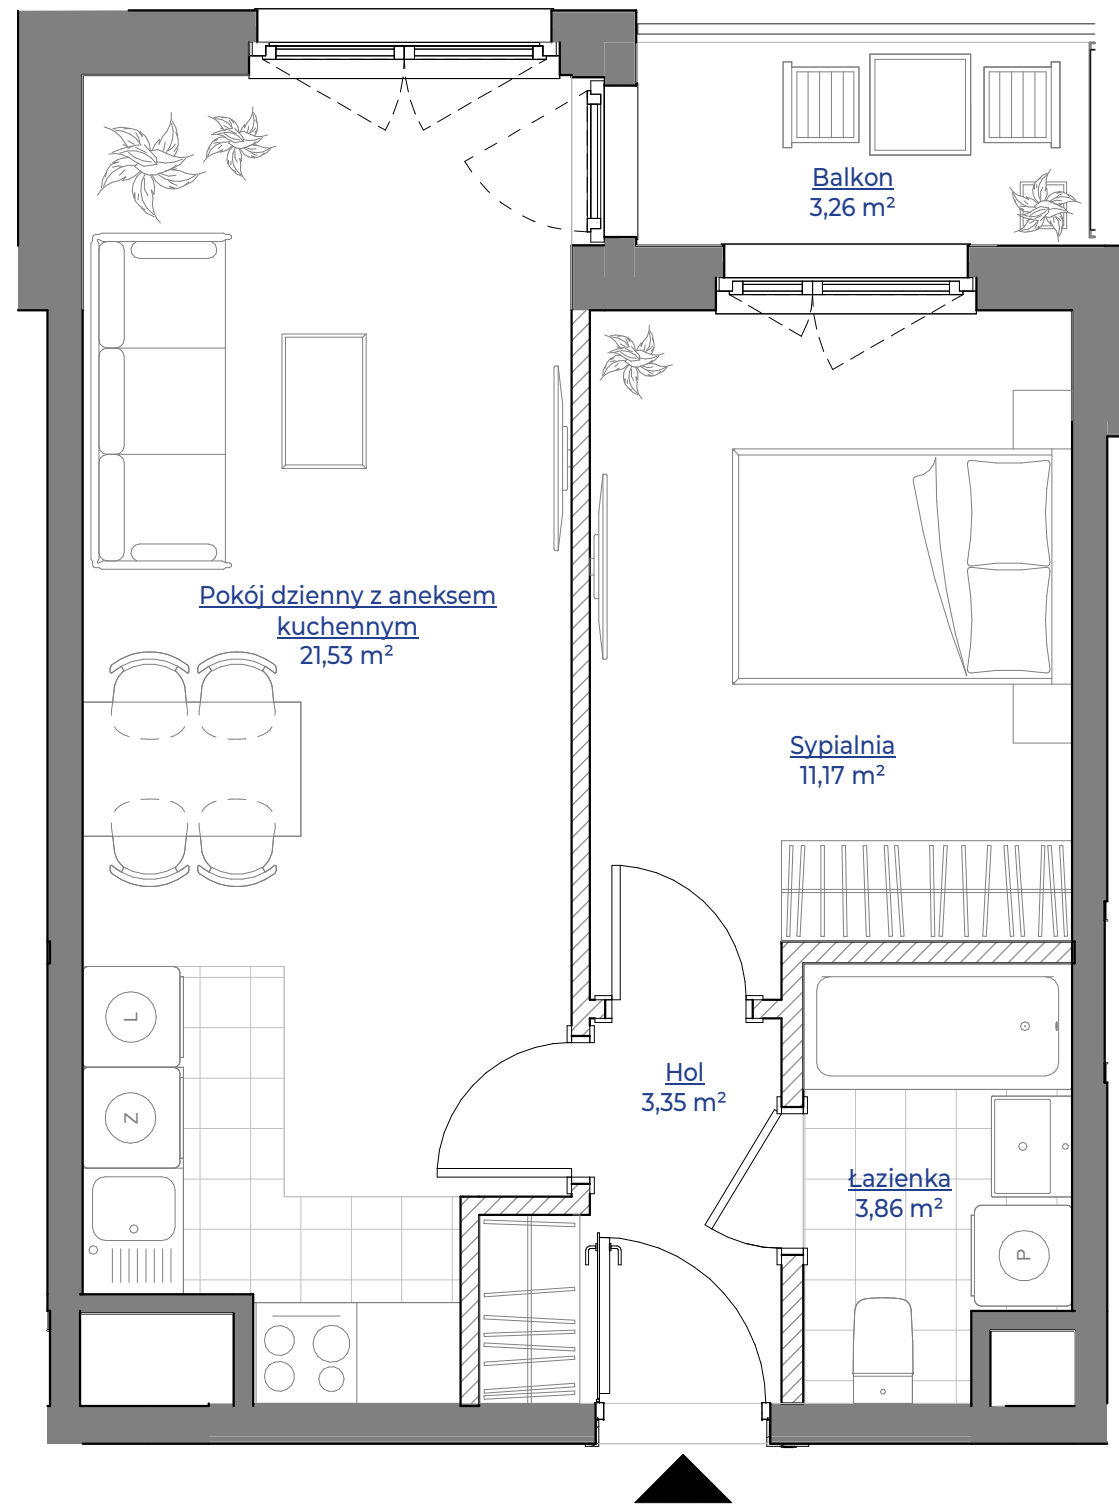 Balkon
3,26 m²
Pokój dzienny z aneksem
kuchennym
21,53 m²
Sypialnia
11,17 m²
L
Hol
3,35 m²
Z
Łazienka
3,86 m²
P